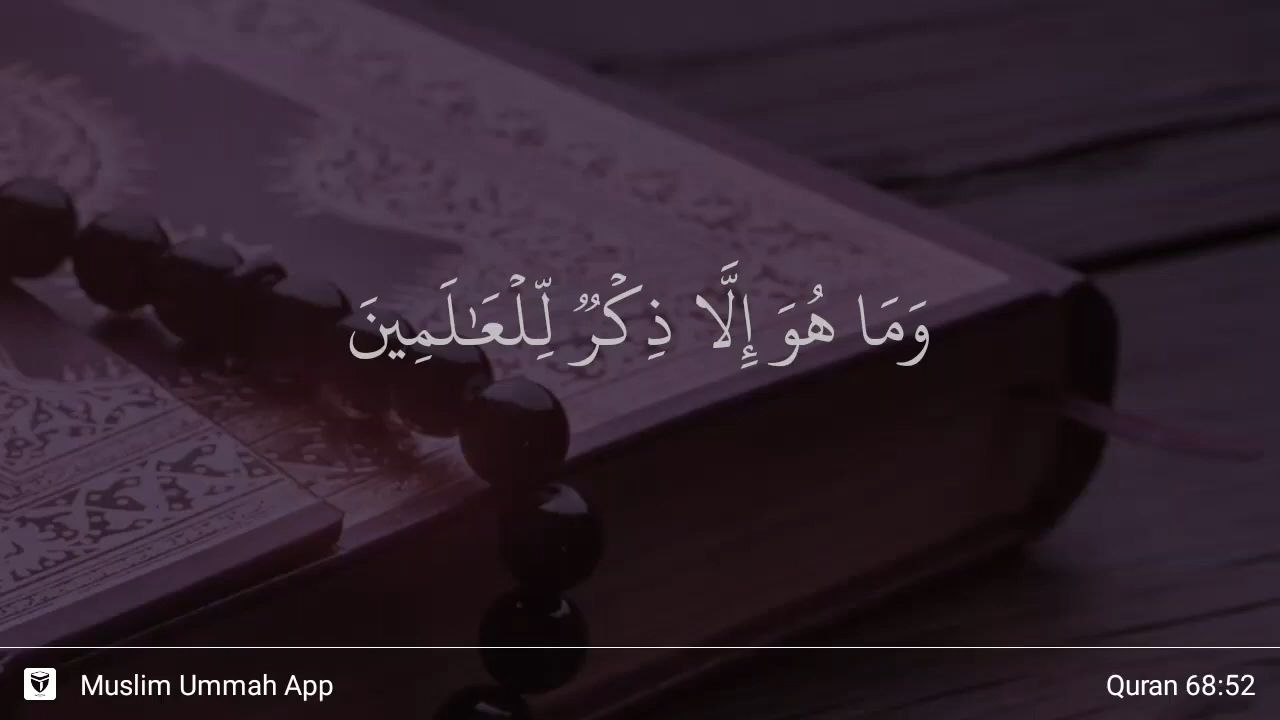 وَمَا هُوَ إِلَّا ذِكۡرٌ لِّلۡعَـٰلَمِينَ
Muslim Ummah App
Quran 68:52